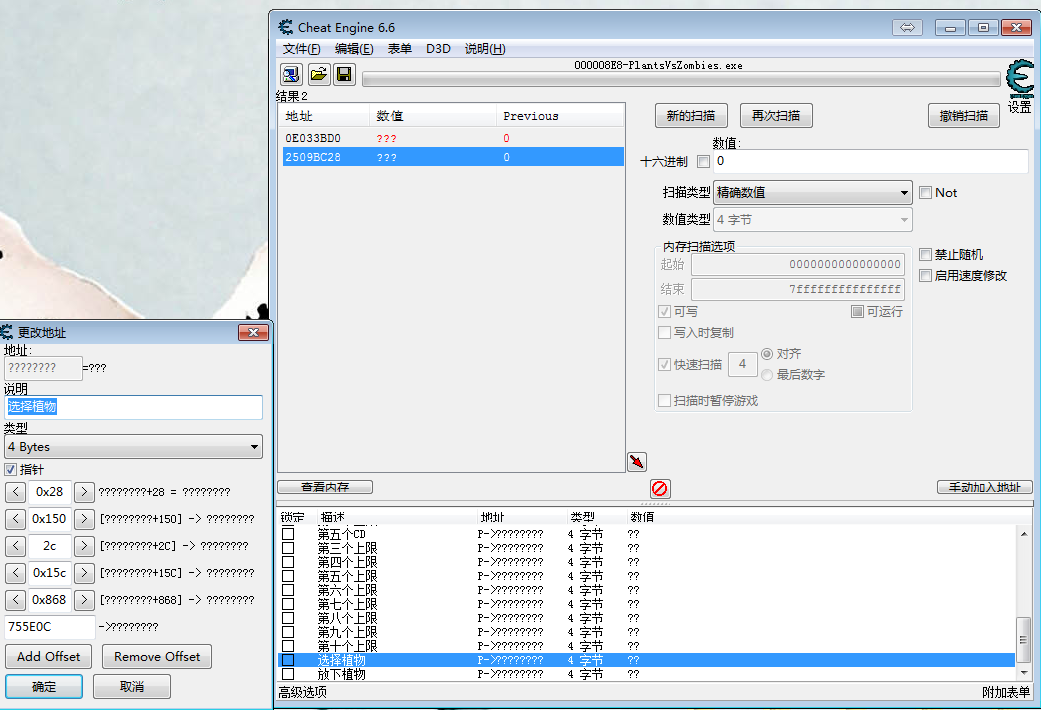 Cheat Engine 6.6
文件(F) 编辑(E) 表单 D3D 说明(H)
000008E8-PlantsVsZombies.exe
设置
结果2
地址 数值 Previous
0E033BD0 ??? 0
2509BC28 ??? 0
新的扫描 再次扫描 撤销扫描
数值:
十六进制 0
扫描类型 精确数值 Not
数值类型 4 字节
内存扫描选项
起始 0000000000000000
结束 7fffffffffffffff
可写 可运行
写入时复制
快速扫描 4 对齐
最后数字
扫描时暂停游戏
禁止随机
启用速度修改
查看内存 手动加入地址
锁定 描述 地址 类型 数值
第五个CD P->???????? 4 字节 ??
第三个上限 P->???????? 4 字节 ??
第四个上限 P->???????? 4 字节 ??
第五个上限 P->???????? 4 字节 ??
第六个上限 P->???????? 4 字节 ??
第七个上限 P->???????? 4 字节 ??
第八个上限 P->???????? 4 字节 ??
第九个上限 P->???????? 4 字节 ??
第十个上限 P->???????? 4 字节 ??
选择植物 P->???????? 4 字节 ??
放下植物 P->???????? 4 字节 ??
高级选项 附加表单
更改地址
地址:
???????? =???
说明
选择植物
类型
4 Bytes
指针
< 0x28 > ????????+28 = ????????
< 0x150 > [????????+150] -> ????????
< 2c > [????????+2C] -> ????????
< 0x15c > [????????+15C] -> ????????
< 0x868 > [????????+868] -> ????????
755E0C ->????????
Add Offset Remove Offset
确定 取消